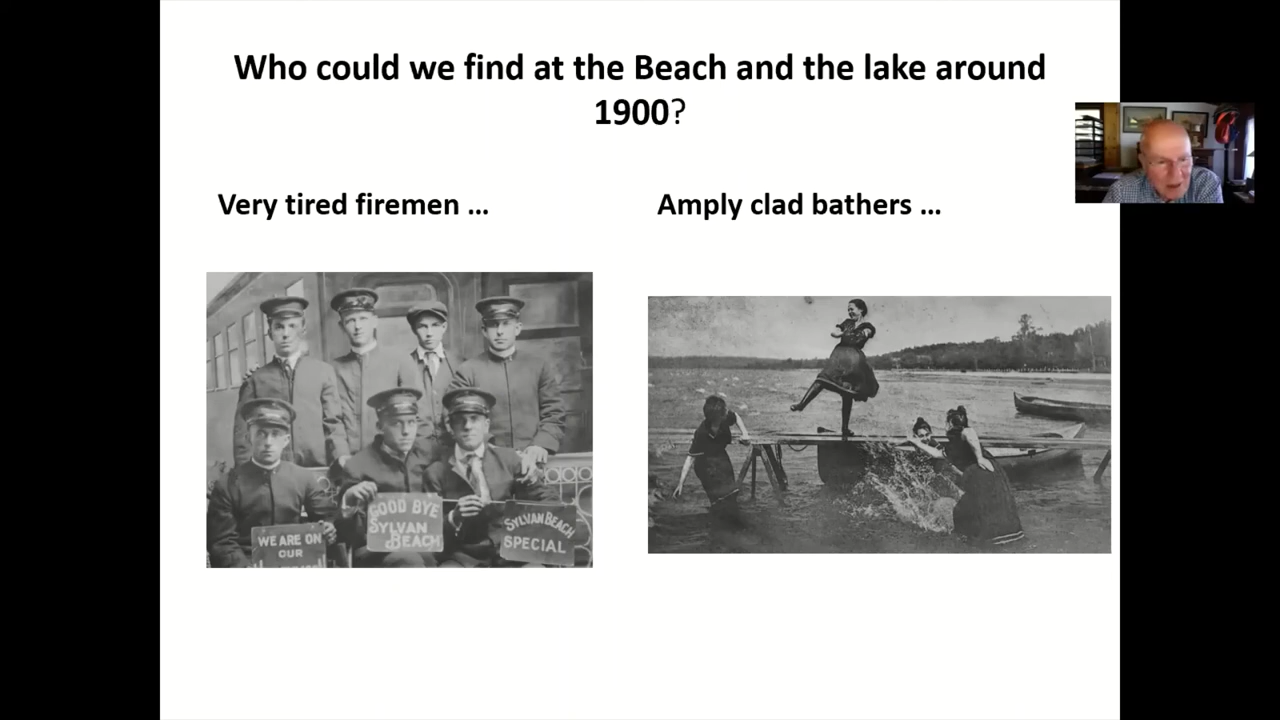 Who could we find at the Beach and the lake around
1900?
Very tired firemen ...
Amply clad bathers ...
WE ARE ON
OUR
GOOD BYE
SYLVAN
BEACH
SYLVAN BEACH
SPECIAL